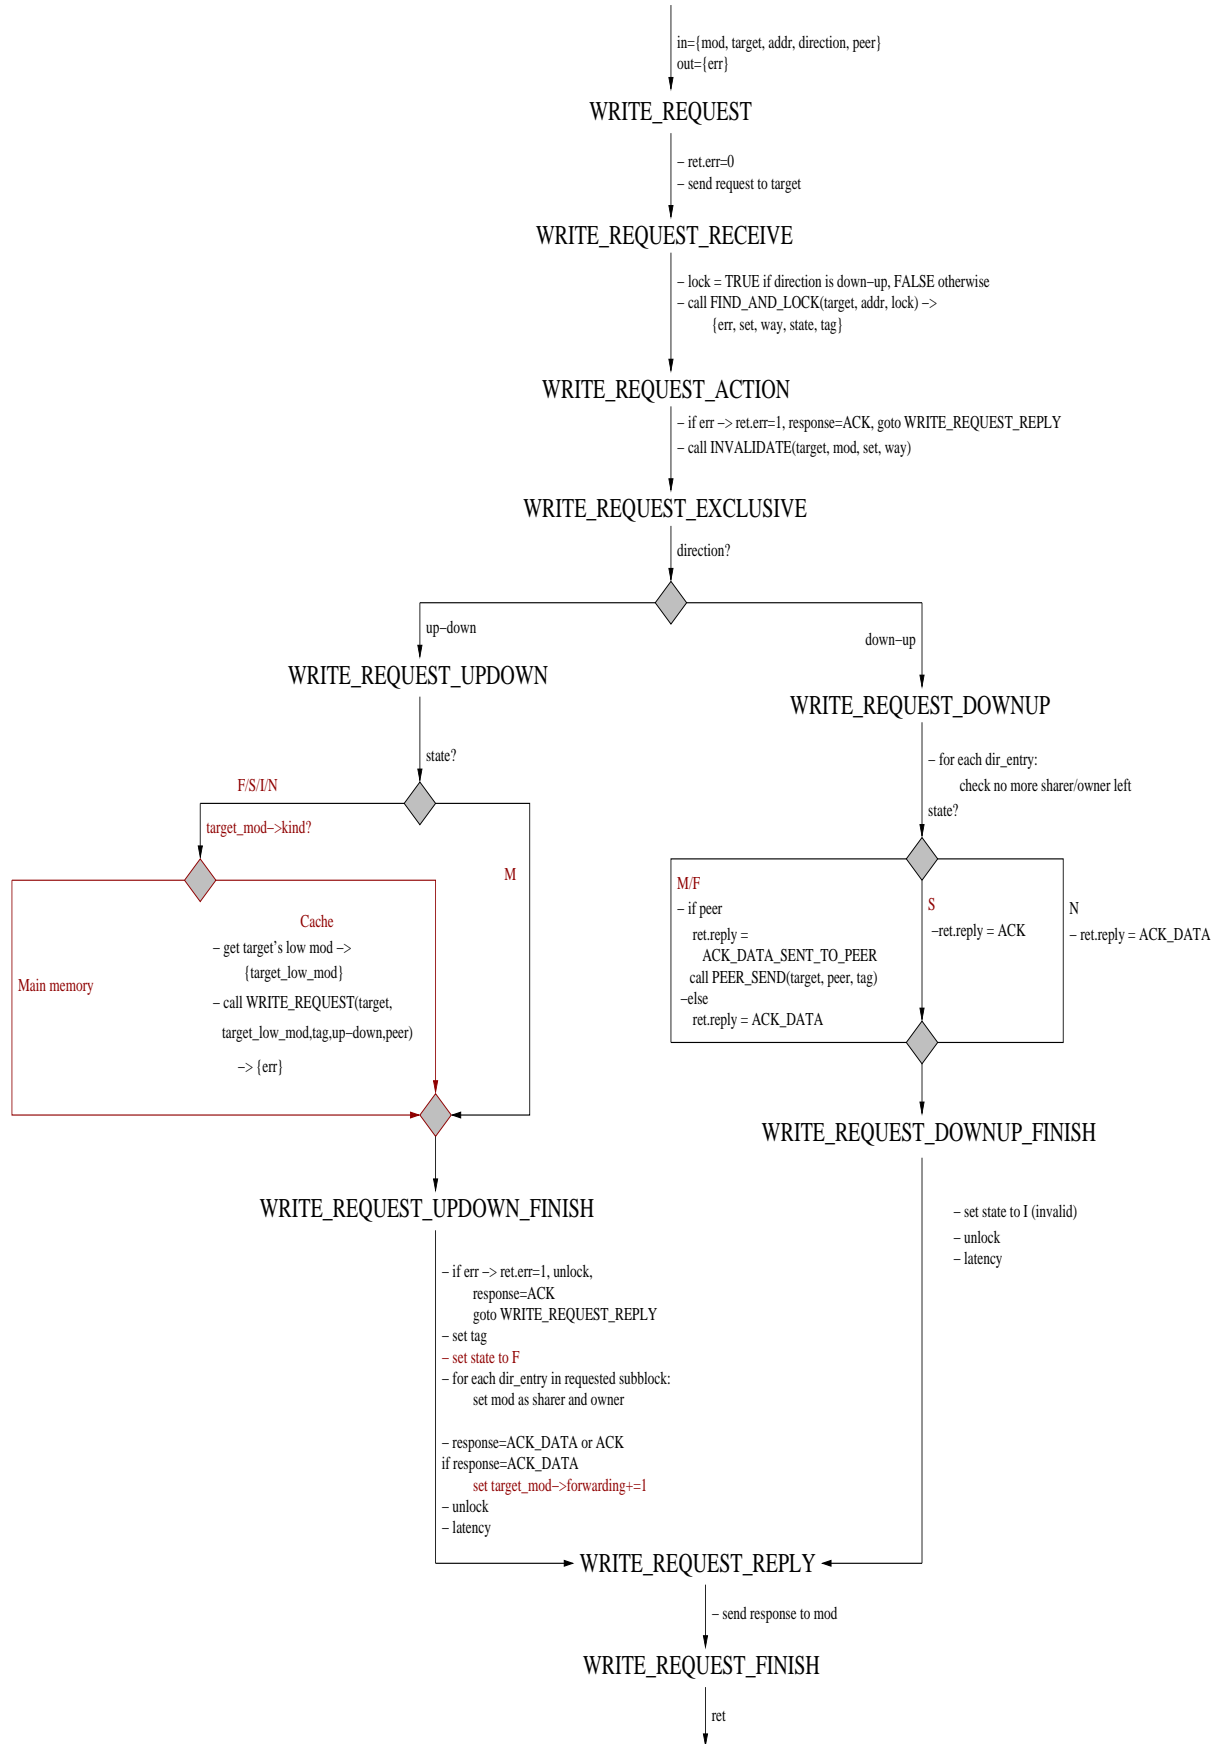 in={mod, target, addr, direction, peer}
out={err}
WRITE_REQUEST
− ret.err=0
− send request to target
WRITE_REQUEST_RECEIVE
− lock = TRUE if direction is down−up, FALSE otherwise
− call FIND_AND_LOCK(target, addr, lock) −>
{err, set, way, state, tag}
WRITE_REQUEST_ACTION
− if err −> ret.err=1, response=ACK, goto WRITE_REQUEST_REPLY
− call INVALIDATE(target, mod, set, way)
WRITE_REQUEST_EXCLUSIVE
direction?
up−down
down−up
WRITE_REQUEST_UPDOWN
state?
F/S/I/N
target_mod−>kind?
M
Cache
− get target's low mod −>
{target_low_mod}
Main memory
− call WRITE_REQUEST(target,
target_low_mod,tag,up−down,peer)
−> {err}
WRITE_REQUEST_DOWNUP
− for each dir_entry:
check no more sharer/owner left
state?
M/F
− if peer
ret.reply =
ACK_DATA_SENT_TO_PEER
call PEER_SEND(target, peer, tag)
−else
ret.reply = ACK_DATA
S
−ret.reply = ACK
N
− ret.reply = ACK_DATA
WRITE_REQUEST_DOWNUP_FINISH
− set state to I (invalid)
− unlock
− latency
WRITE_REQUEST_UPDOWN_FINISH
− if err −> ret.err=1, unlock,
response=ACK
goto WRITE_REQUEST_REPLY
− set tag
− set state to F
− for each dir_entry in requested subblock:
set mod as sharer and owner
− response=ACK_DATA or ACK
if response=ACK_DATA
set target_mod−>forwarding+=1
− unlock
− latency
WRITE_REQUEST_REPLY
− send response to mod
WRITE_REQUEST_FINISH
ret